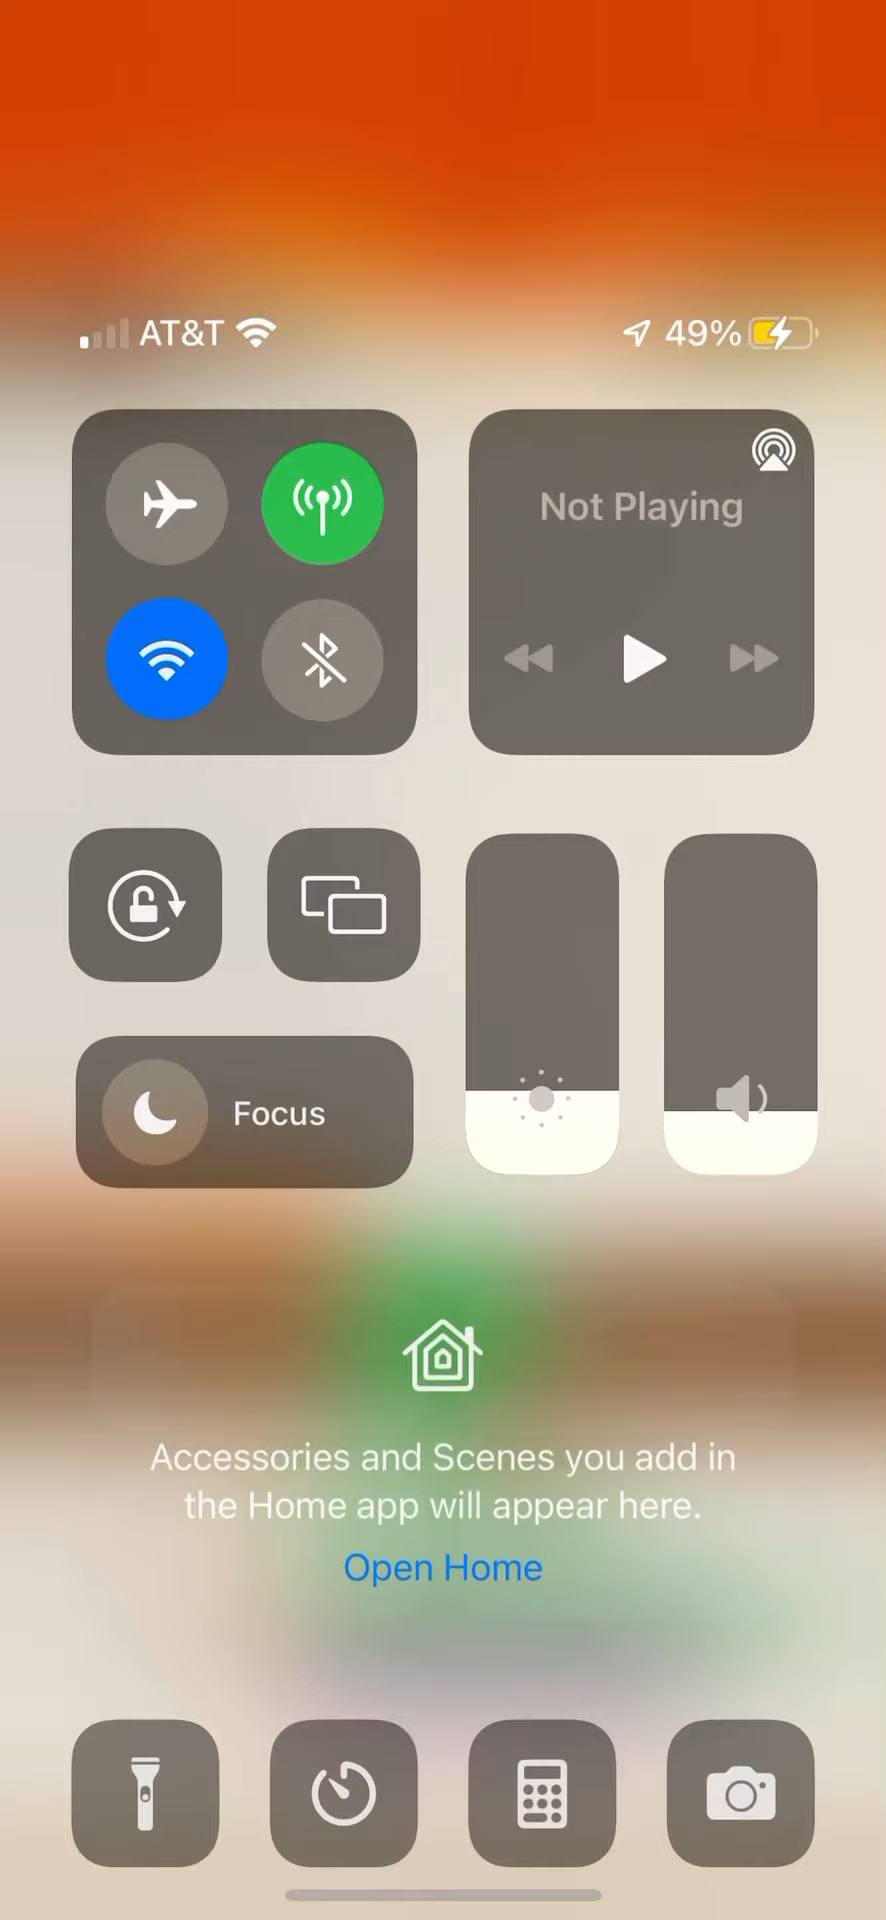 AT&T 49%
Not Playing
Focus
Accessories and Scenes you add in
the Home app will appear here.
Open Home